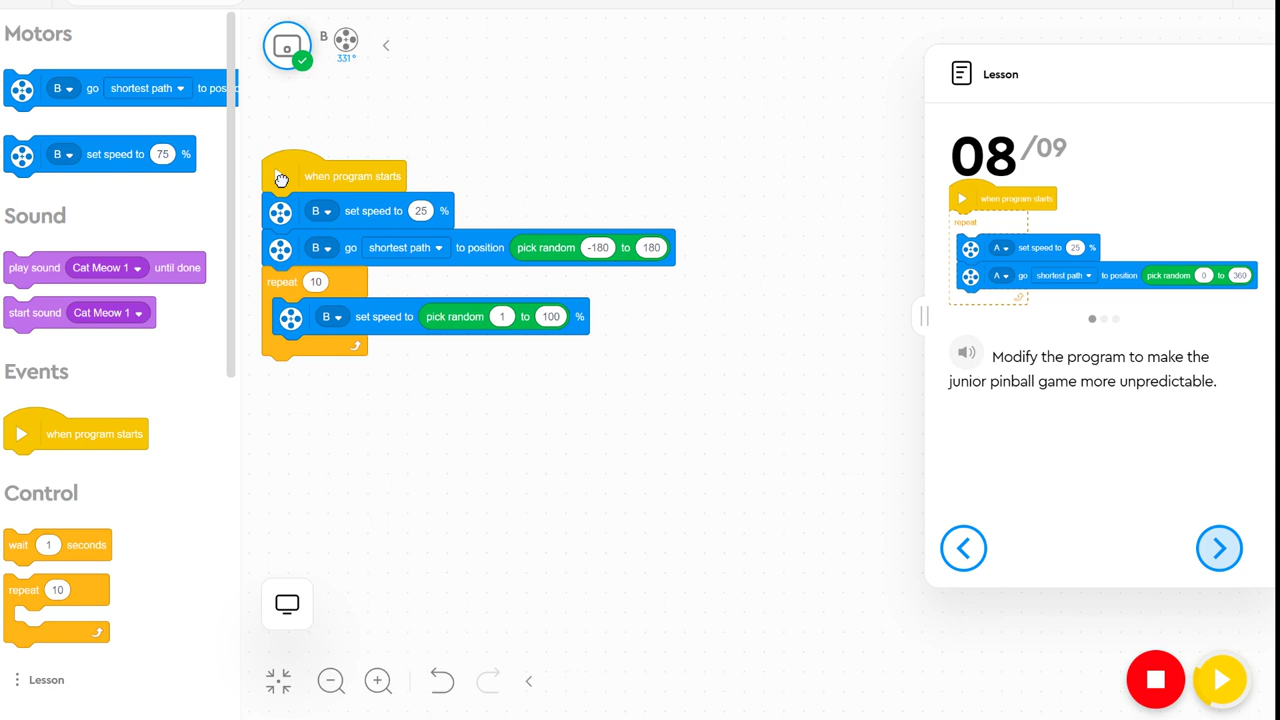 Motors
B go shortest path to pos
B set speed to 75 %
Sound
play sound Cat Meow 1 until done
start sound Cat Meow 1
Events
when program starts
Control
wait 1 seconds
repeat 10
Lesson
B
331°
when program starts
B set speed to 25 %
B go shortest path to position pick random -180 to 180
repeat 10
B set speed to pick random 1 to 100 %
Lesson
08/09
when program starts
repeat
A set speed to 25 %
A go shortest path to position pick random 0 to 360
Modify the program to make the
junior pinball game more unpredictable.